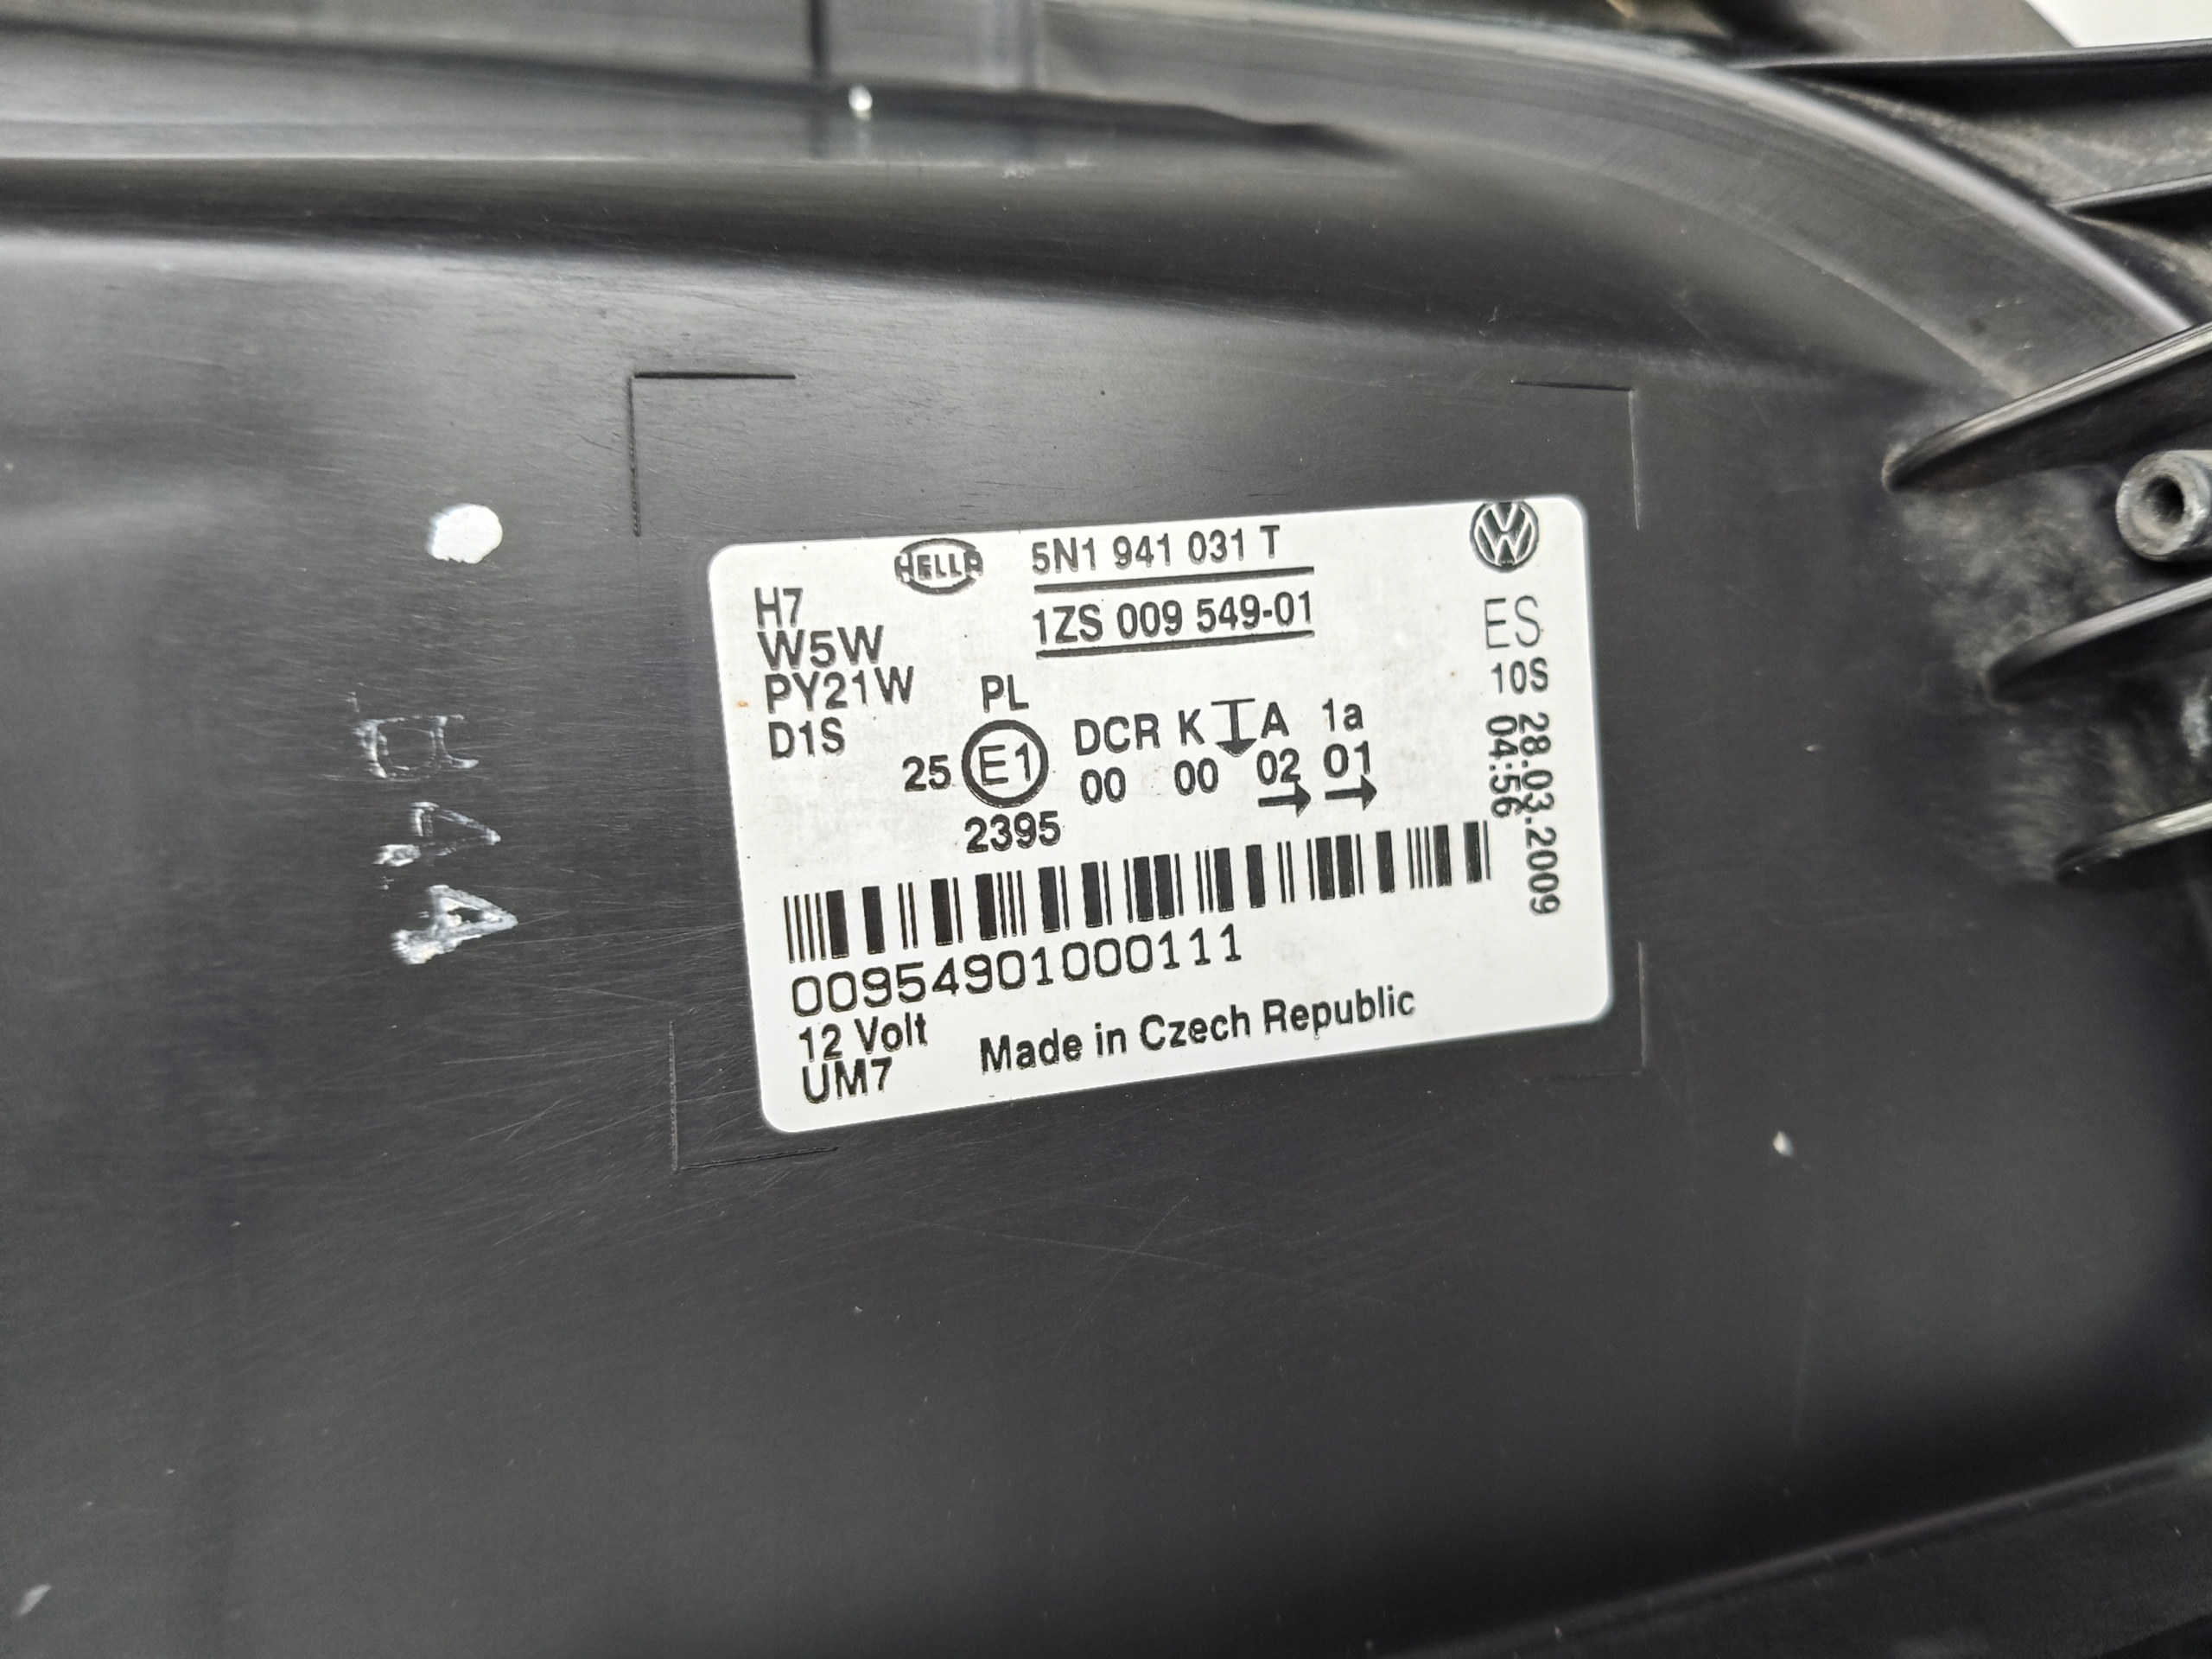 HELLA
5N1 941 031 T
1ZS 009 549-01
H7
W5W
PY21W
D1S
ES
10S
28.03.2009
04:56
PL
25 E1 DCR K A 1a
00 00 02 01
2395
00954901000111
12 Volt
UM7
Made in Czech Republic